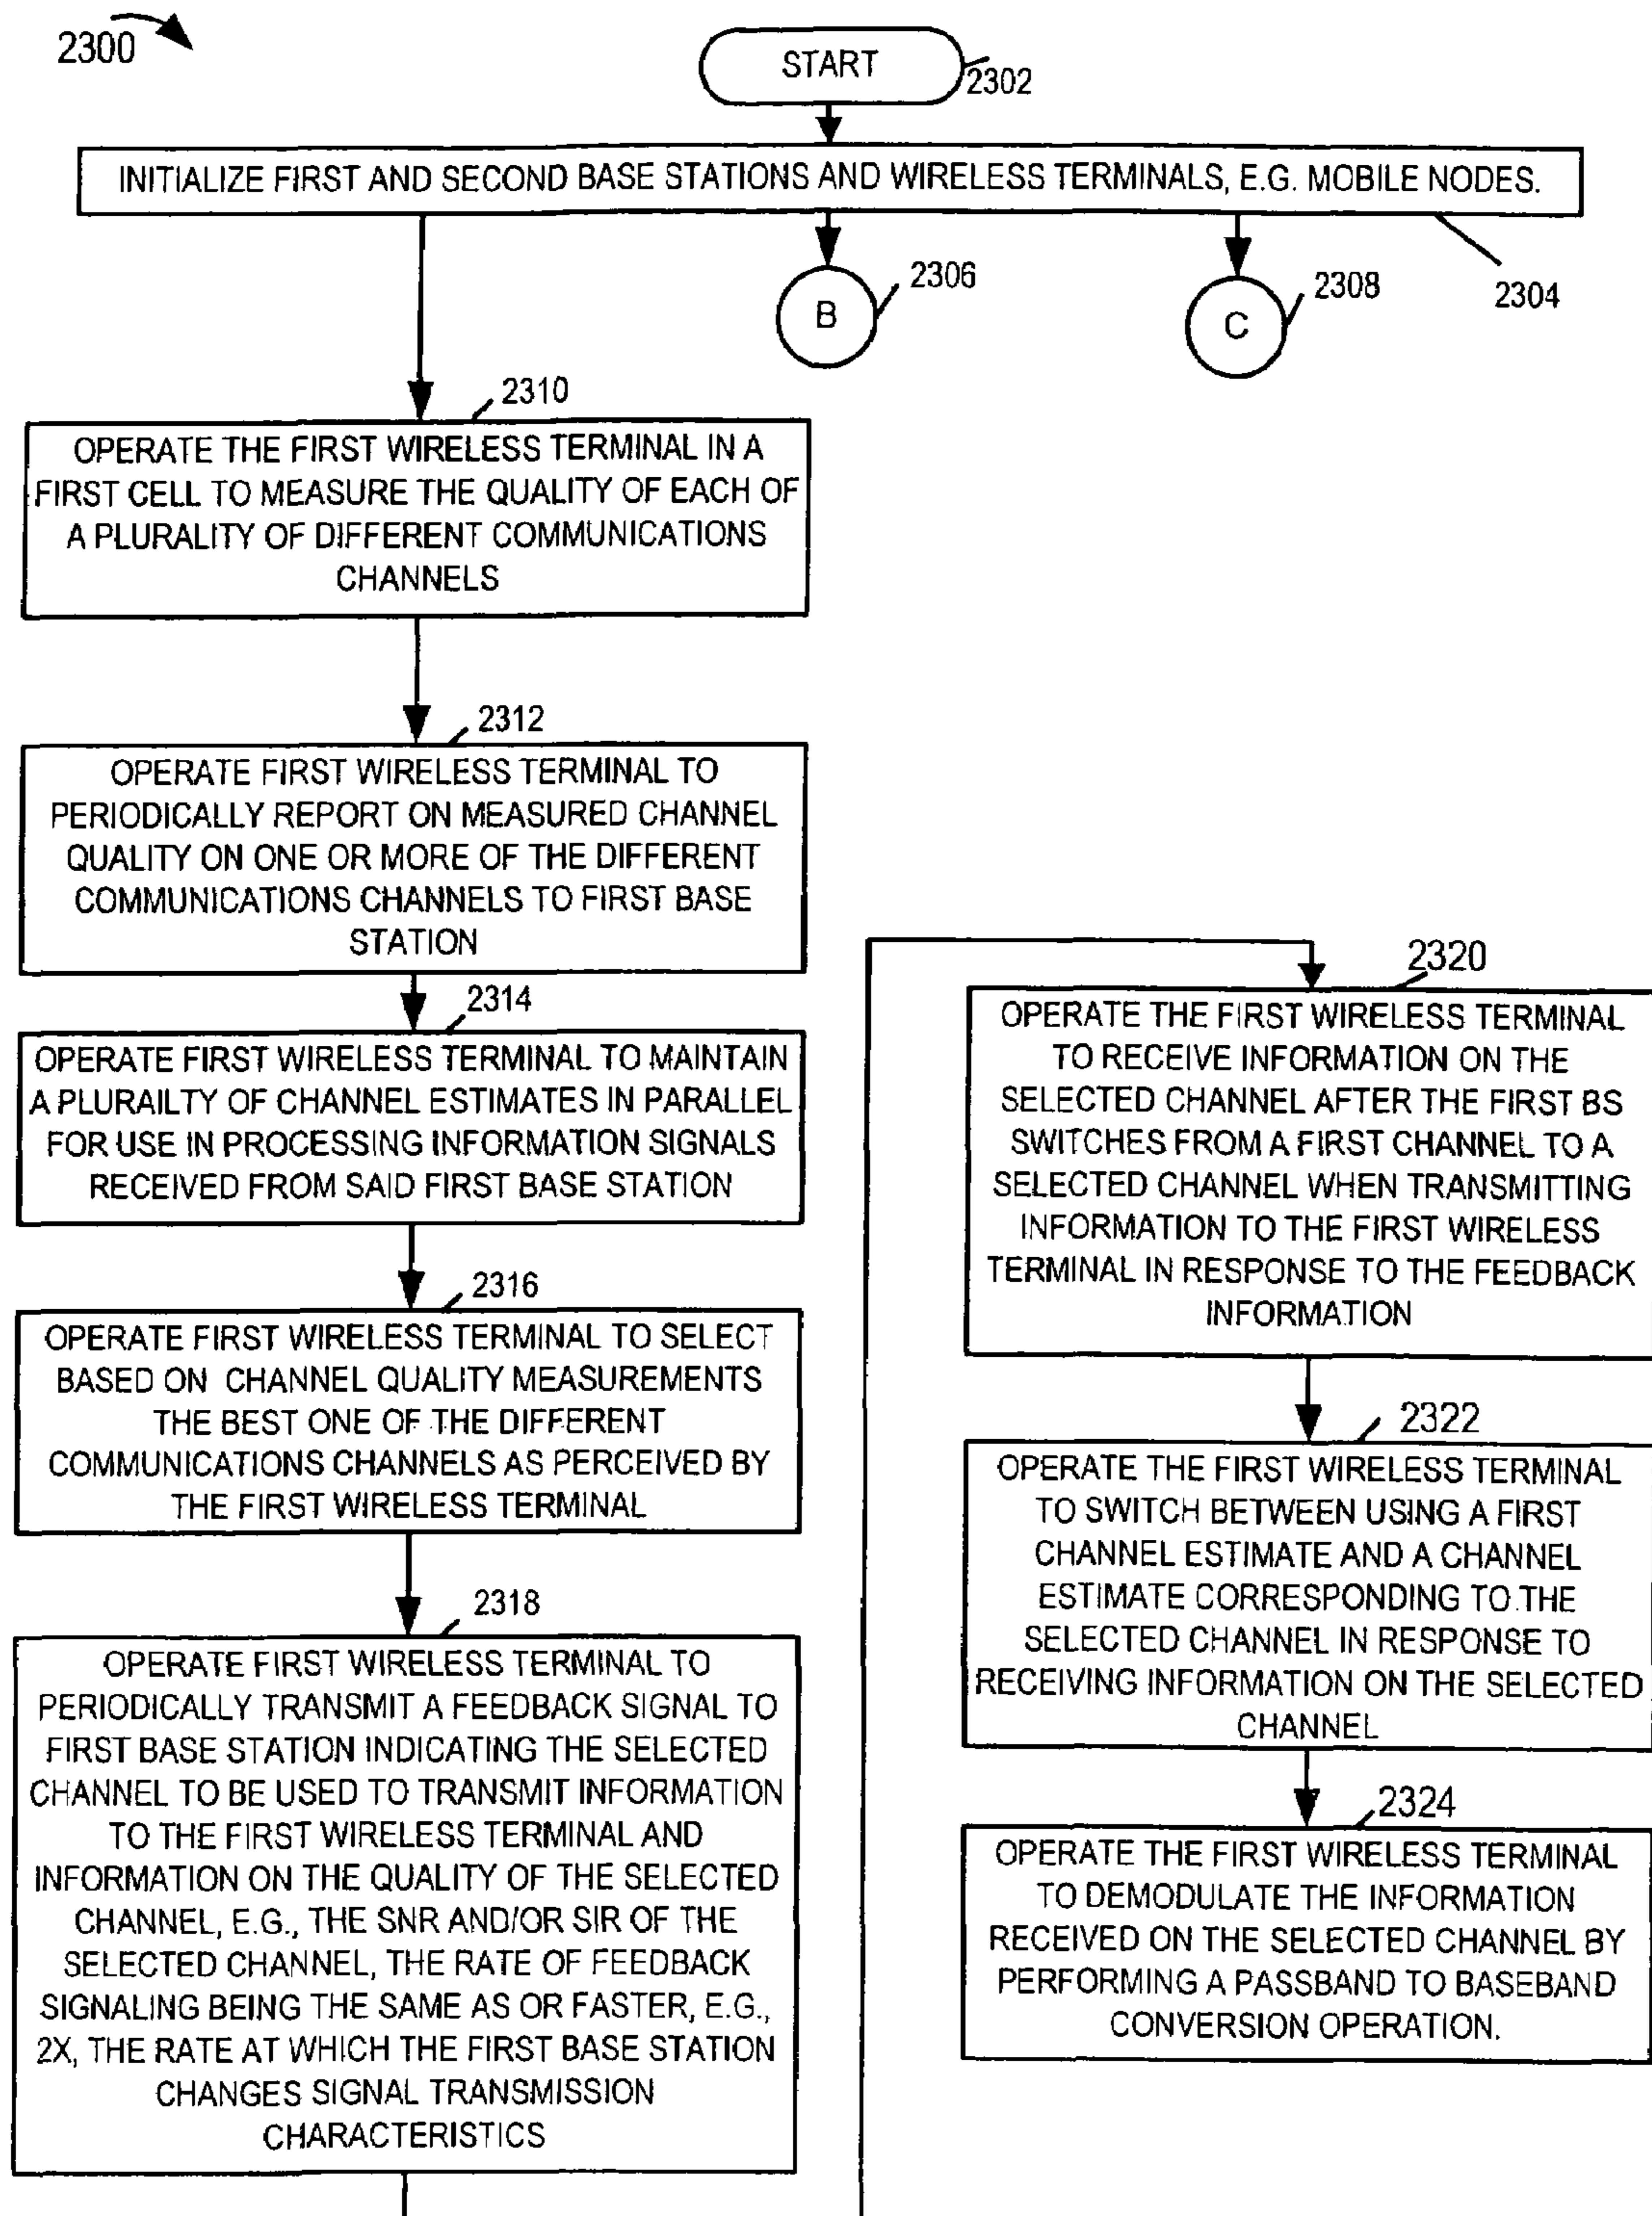 2300
START
2302
INITIALIZE FIRST AND SECOND BASE STATIONS AND WIRELESS TERMINALS, E.G. MOBILE NODES.
2304
B
2306
C
2308
2310
OPERATE THE FIRST WIRELESS TERMINAL IN A
FIRST CELL TO MEASURE THE QUALITY OF EACH OF
A PLURALITY OF DIFFERENT COMMUNICATIONS
CHANNELS
2312
OPERATE FIRST WIRELESS TERMINAL TO
PERIODICALLY REPORT ON MEASURED CHANNEL
QUALITY ON ONE OR MORE OF THE DIFFERENT
COMMUNICATIONS CHANNELS TO FIRST BASE
STATION
2314
OPERATE FIRST WIRELESS TERMINAL TO MAINTAIN
A PLURAILTY OF CHANNEL ESTIMATES IN PARALLEL
FOR USE IN PROCESSING INFORMATION SIGNALS
RECEIVED FROM SAID FIRST BASE STATION
2316
OPERATE FIRST WIRELESS TERMINAL TO SELECT
BASED ON CHANNEL QUALITY MEASUREMENTS
THE BEST ONE OF THE DIFFERENT
COMMUNICATIONS CHANNELS AS PERCEIVED BY
THE FIRST WIRELESS TERMINAL
2318
OPERATE FIRST WIRELESS TERMINAL TO
PERIODICALLY TRANSMIT A FEEDBACK SIGNAL TO
FIRST BASE STATION INDICATING THE SELECTED
CHANNEL TO BE USED TO TRANSMIT INFORMATION
TO THE FIRST WIRELESS TERMINAL AND
INFORMATION ON THE QUALITY OF THE SELECTED
CHANNEL, E.G., THE SNR AND/OR SIR OF THE
SELECTED CHANNEL, THE RATE OF FEEDBACK
SIGNALING BEING THE SAME AS OR FASTER, E.G.,
2X, THE RATE AT WHICH THE FIRST BASE STATION
CHANGES SIGNAL TRANSMISSION
CHARACTERISTICS
2320
OPERATE THE FIRST WIRELESS TERMINAL
TO RECEIVE INFORMATION ON THE
SELECTED CHANNEL AFTER THE FIRST BS
SWITCHES FROM A FIRST CHANNEL TO A
SELECTED CHANNEL WHEN TRANSMITTING
INFORMATION TO THE FIRST WIRELESS
TERMINAL IN RESPONSE TO THE FEEDBACK
INFORMATION
2322
OPERATE THE FIRST WIRELESS TERMINAL
TO SWITCH BETWEEN USING A FIRST
CHANNEL ESTIMATE AND A CHANNEL
ESTIMATE CORRESPONDING TO THE
SELECTED CHANNEL IN RESPONSE TO
RECEIVING INFORMATION ON THE SELECTED
CHANNEL
2324
OPERATE THE FIRST WIRELESS TERMINAL
TO DEMODULATE THE INFORMATION
RECEIVED ON THE SELECTED CHANNEL BY
PERFORMING A PASSBAND TO BASEBAND
CONVERSION OPERATION.